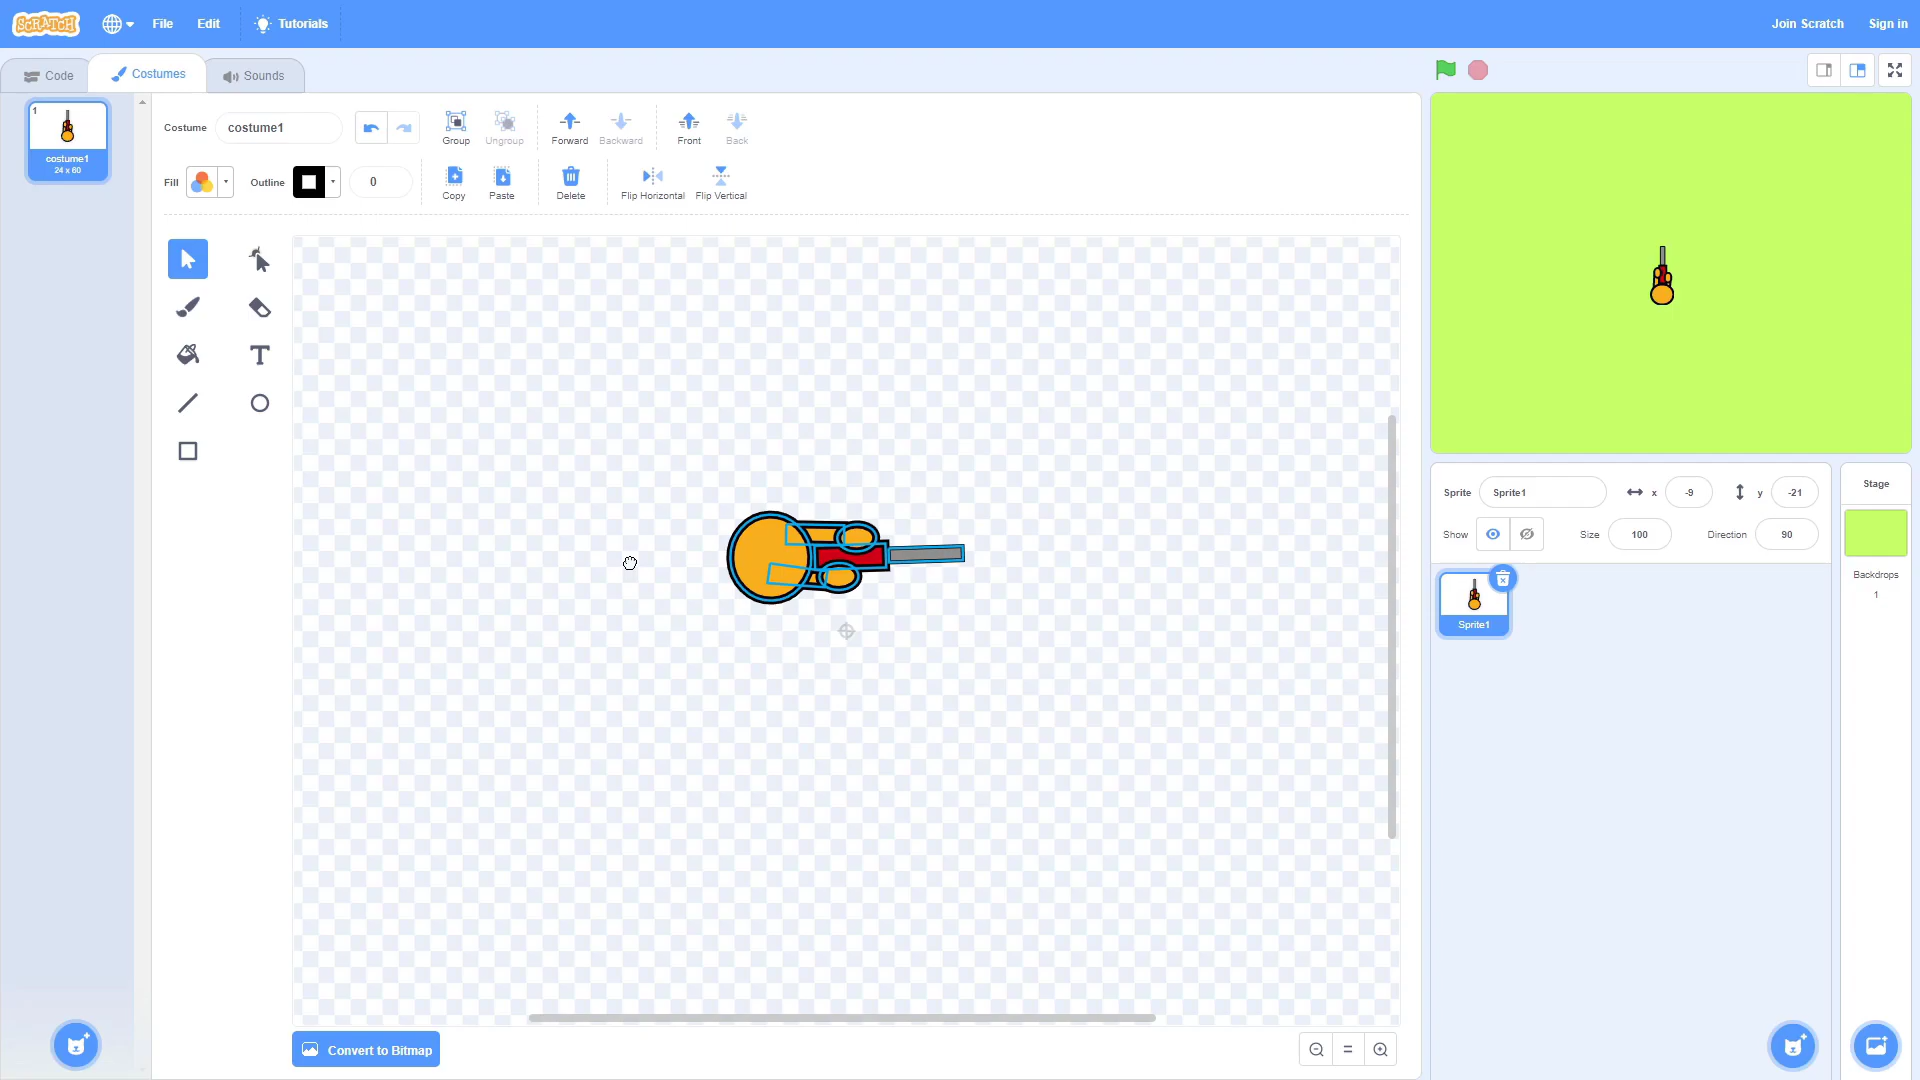 SCRATCH File Edit Tutorials Join Scratch Sign in
Code Costumes Sounds
1
costume1
24 x 60
Costume costume1 Group Ungroup Forward Backward Front Back
Fill Outline 0 Copy Paste Delete Flip Horizontal Flip Vertical
Convert to Bitmap
Sprite Sprite1 x -9 y -21
Show Size 100 Direction 90
Sprite1
Stage
Backdrops
1